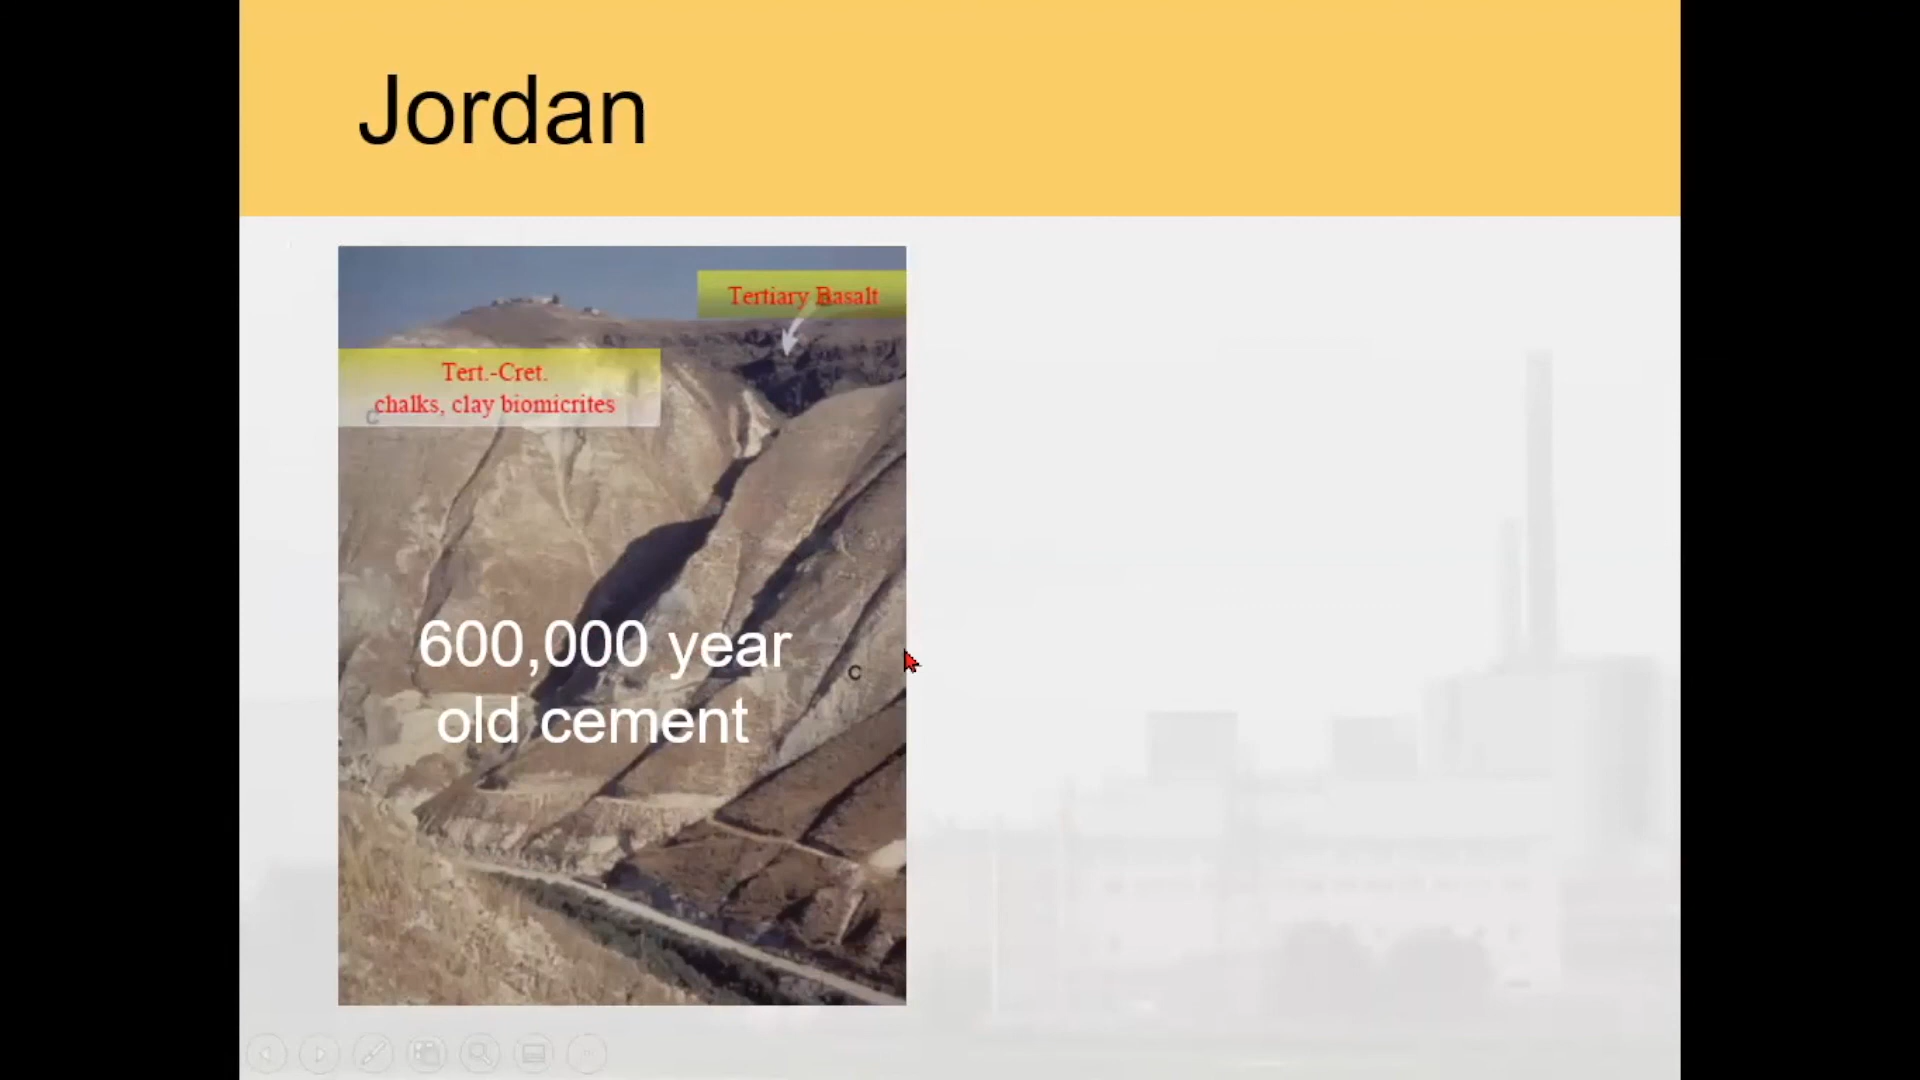 Jordan
Tertiary Basalt
Tert.-Cret.
chalks, clay biomicrites
C
600,000 year
C
old cement